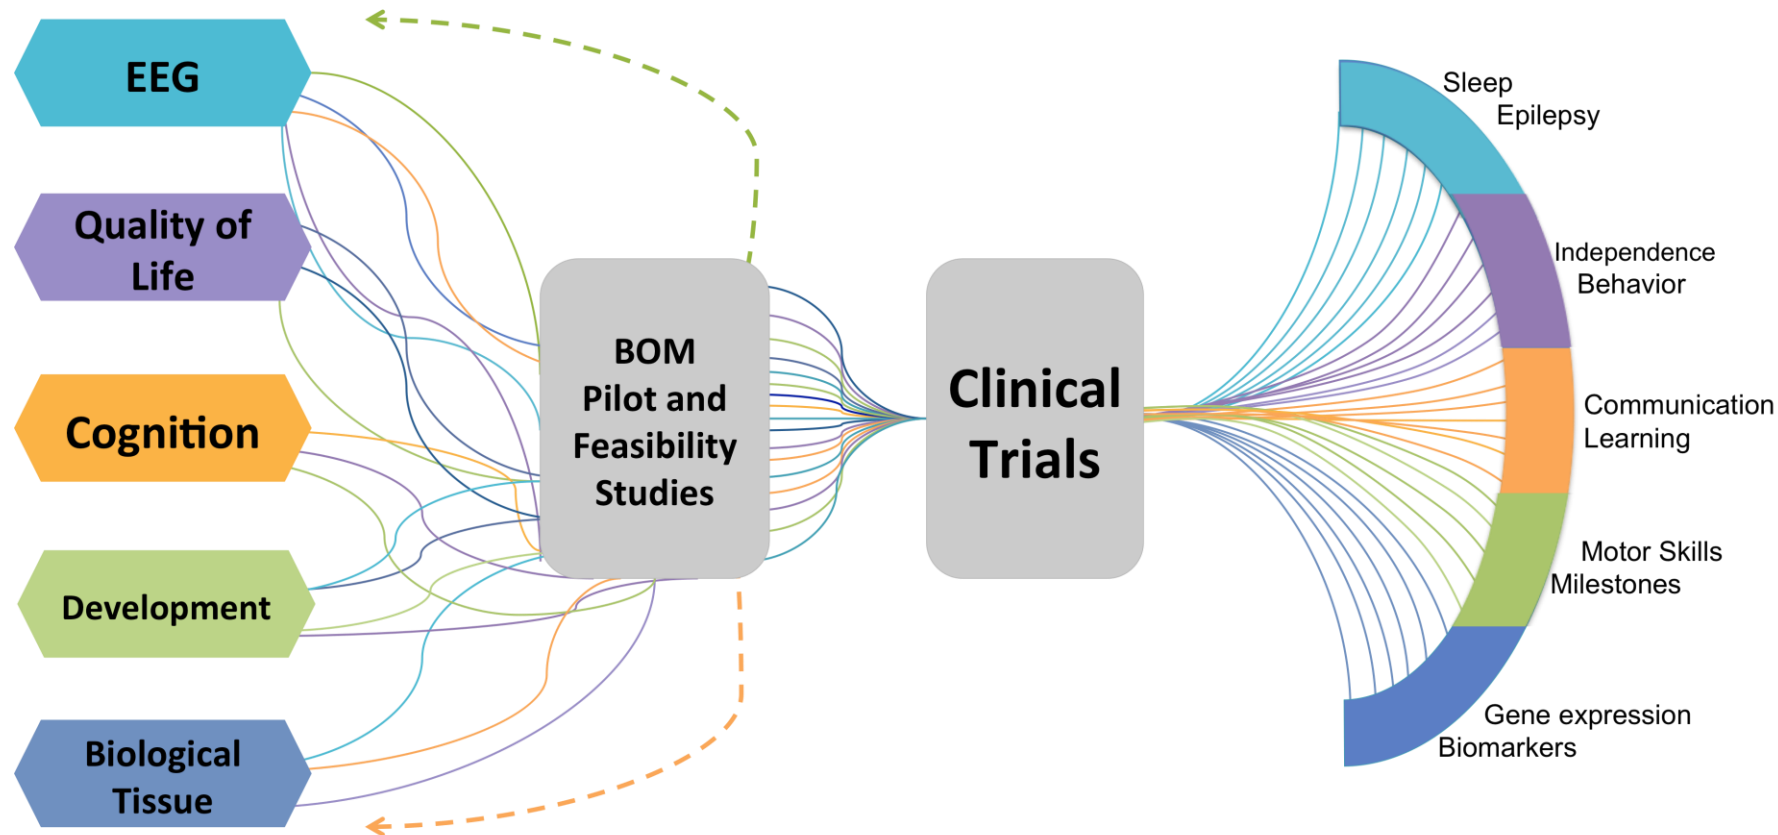 EEG
Quality of
Life
Cognition
Development
Biological
Tissue
BOM
Pilot and
Feasibility
Studies
Clinical
Trials
Sleep
Epilepsy
Independence
Behavior
Communication
Learning
Motor Skills
Milestones
Gene expression
Biomarkers